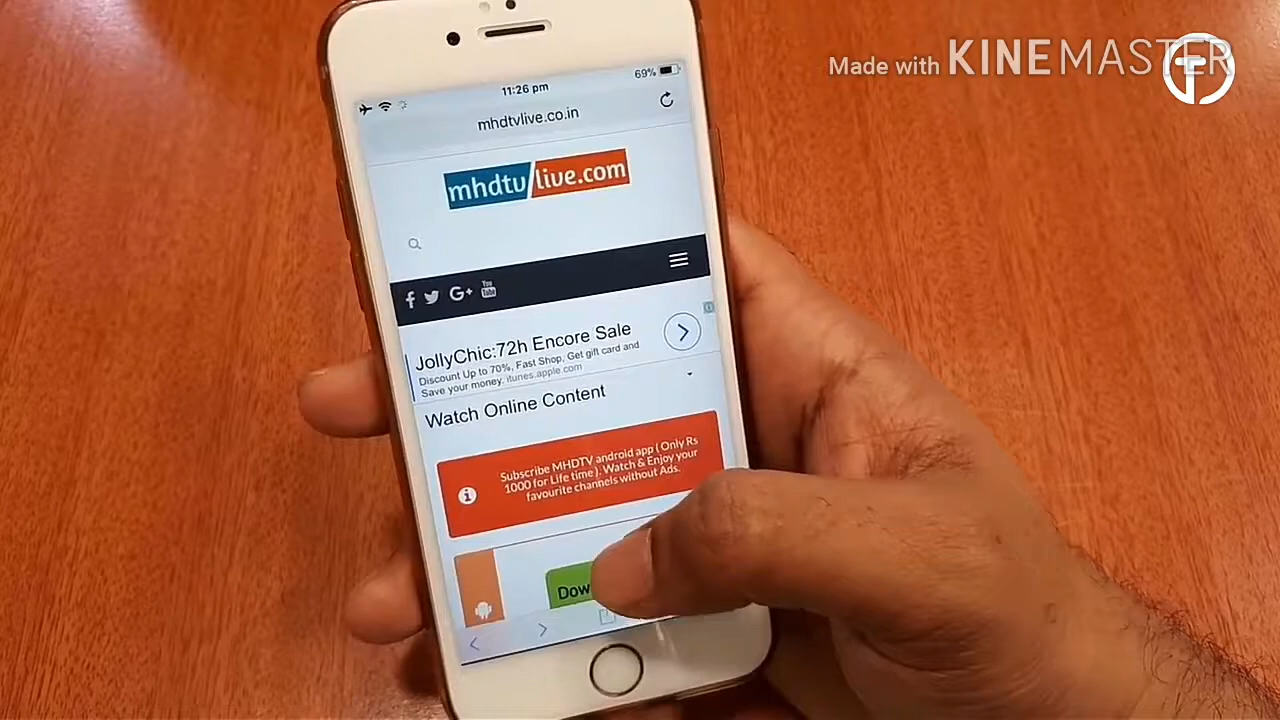 Made with KINEMASTER
69%
11:26 pm
mhdtvlive.co.in
mhdtv/live.com
f G+ You Tube
JollyChic:72h Encore Sale
Discount Up to 70%, Fast Shop, Get gift card and
Save your money. itunes.apple.com
Watch Online Content
Subscribe MHDTV android app ( Only Rs
1000 for Life time ). Watch & Enjoy your
favourite channels without Ads.
Dow